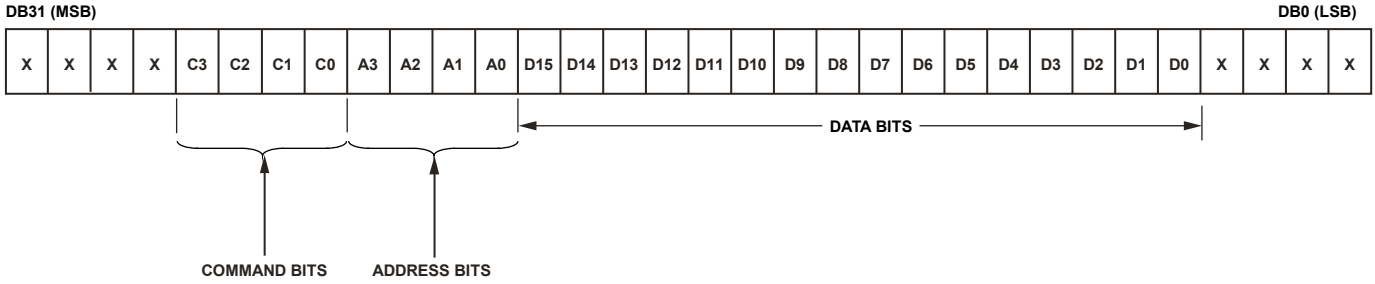 DB31 (MSB) DB0 (LSB)
X X X X C3 C2 C1 C0 A3 A2 A1 A0 D15 D14 D13 D12 D11 D10 D9 D8 D7 D6 D5 D4 D3 D2 D1 D0 X X X X
DATA BITS
COMMAND BITS ADDRESS BITS